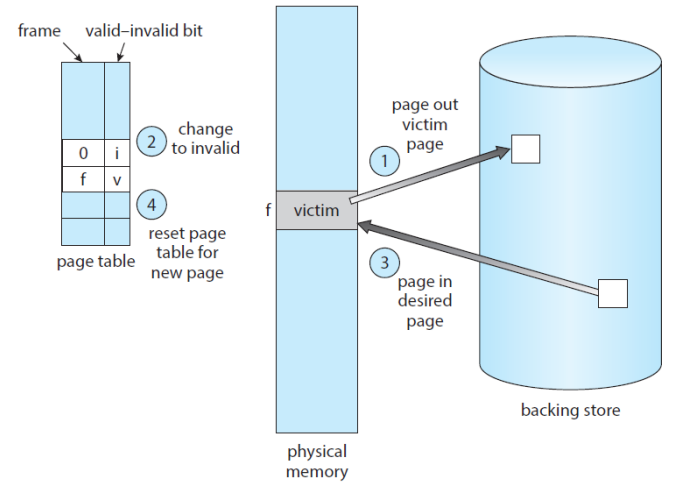 frame
valid–invalid bit
0 i
f v
2
change
to invalid
4
reset page
table for
new page
page table
f
victim
physical
memory
page out
victim
page
1
3
page in
desired
page
backing store